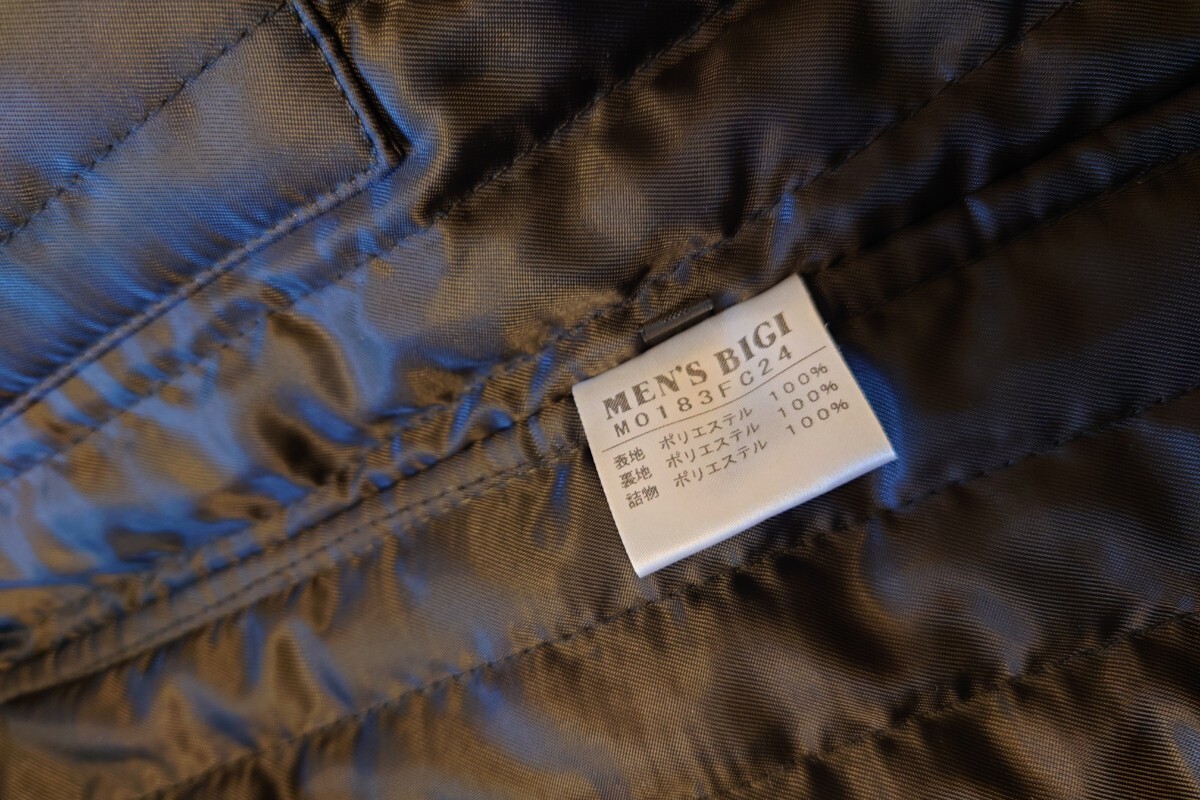 MEN'S BIGI
M0183FC24
表地 ポリエステル 100%
裏地 ポリエステル 100%
詰物 ポリエステル 100%